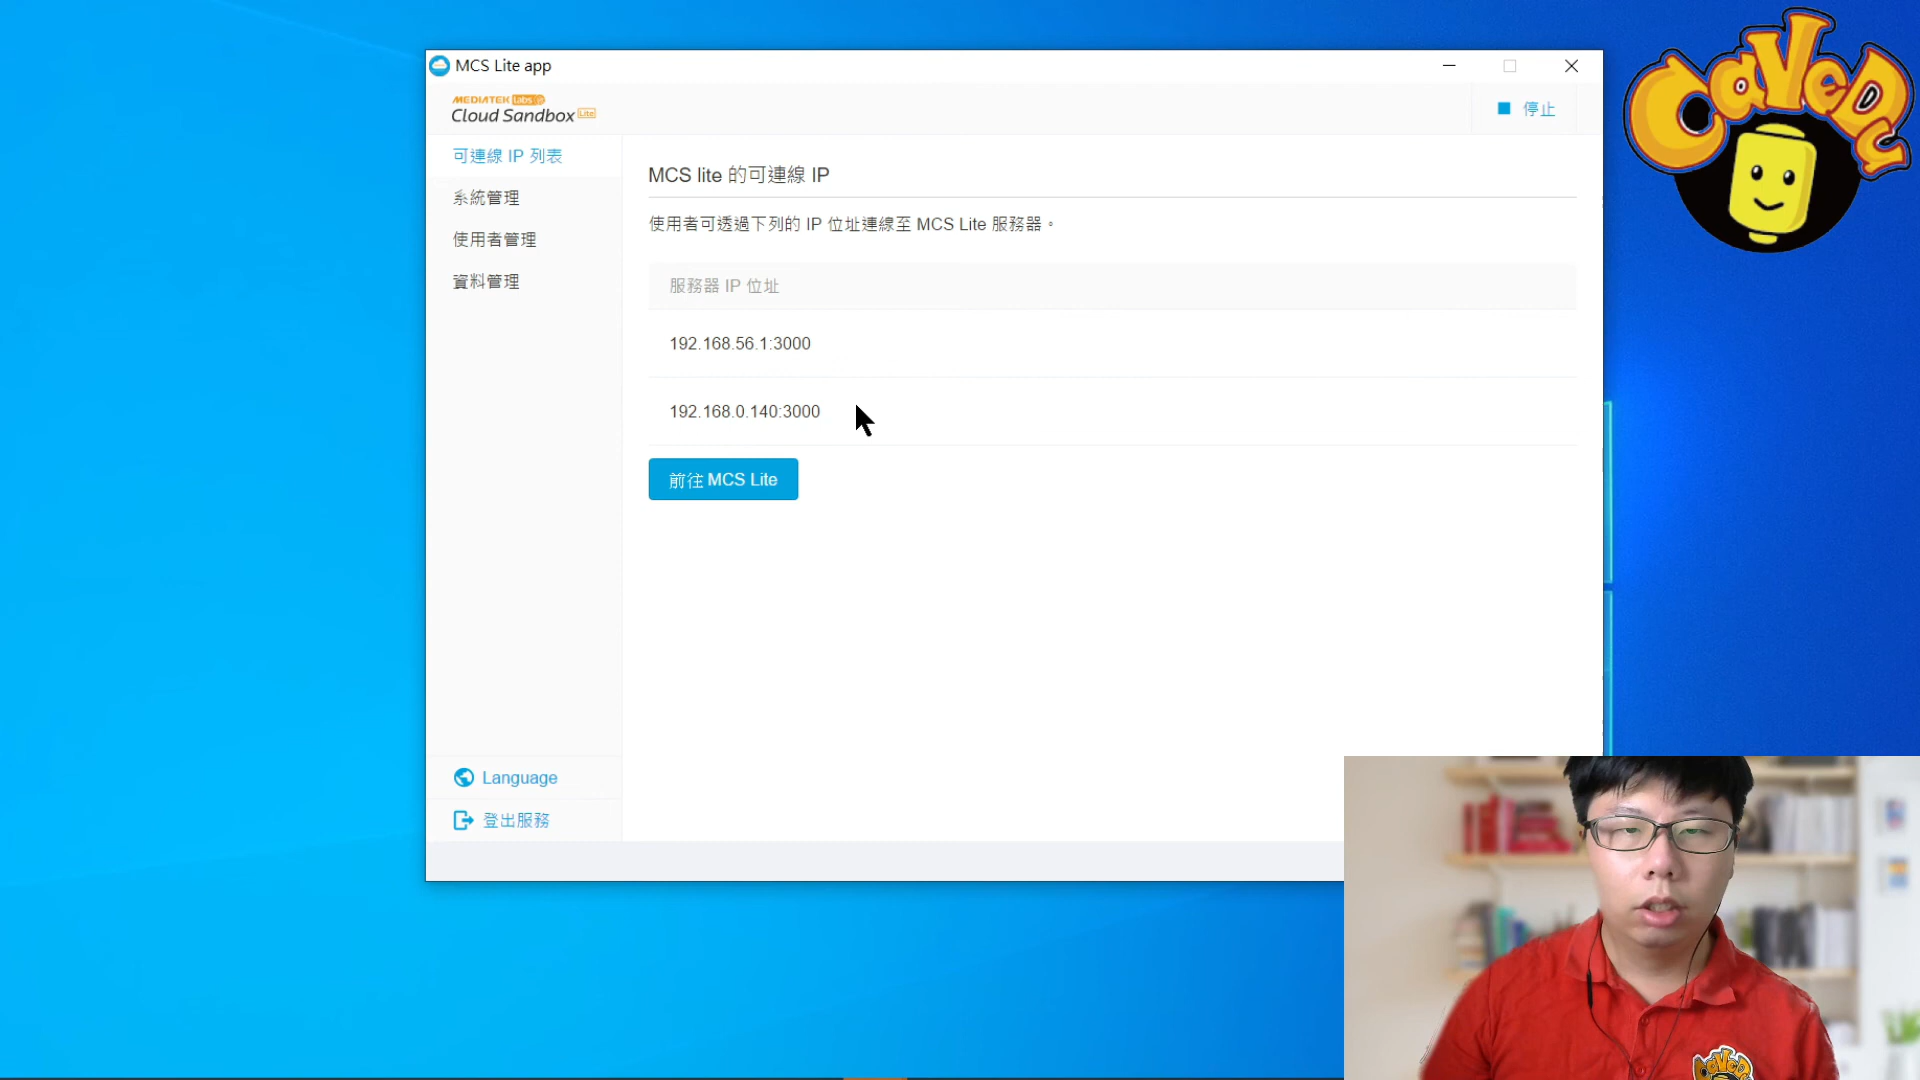 MCS Lite app
MEDIATEK Labs
Cloud Sandbox Lite
停止
可連線 IP 列表
系統管理
使用者管理
資料管理
MCS lite 的可連線 IP
使用者可透過下列的 IP 位址連線至 MCS Lite 服務器。
服務器 IP 位址
192.168.56.1:3000
192.168.0.140:3000
前往 MCS Lite
Language
登出服務
CAVEDU
CAVEDU